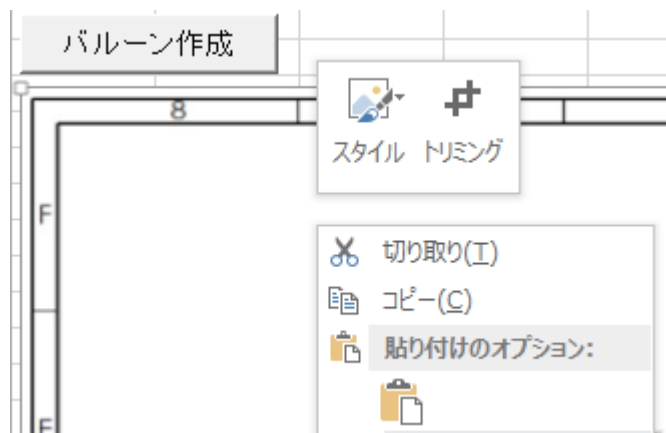 バルーン作成
8
スタイル トリミング
F
切り取り(T)
コピー(C)
貼り付けのオプション:
E